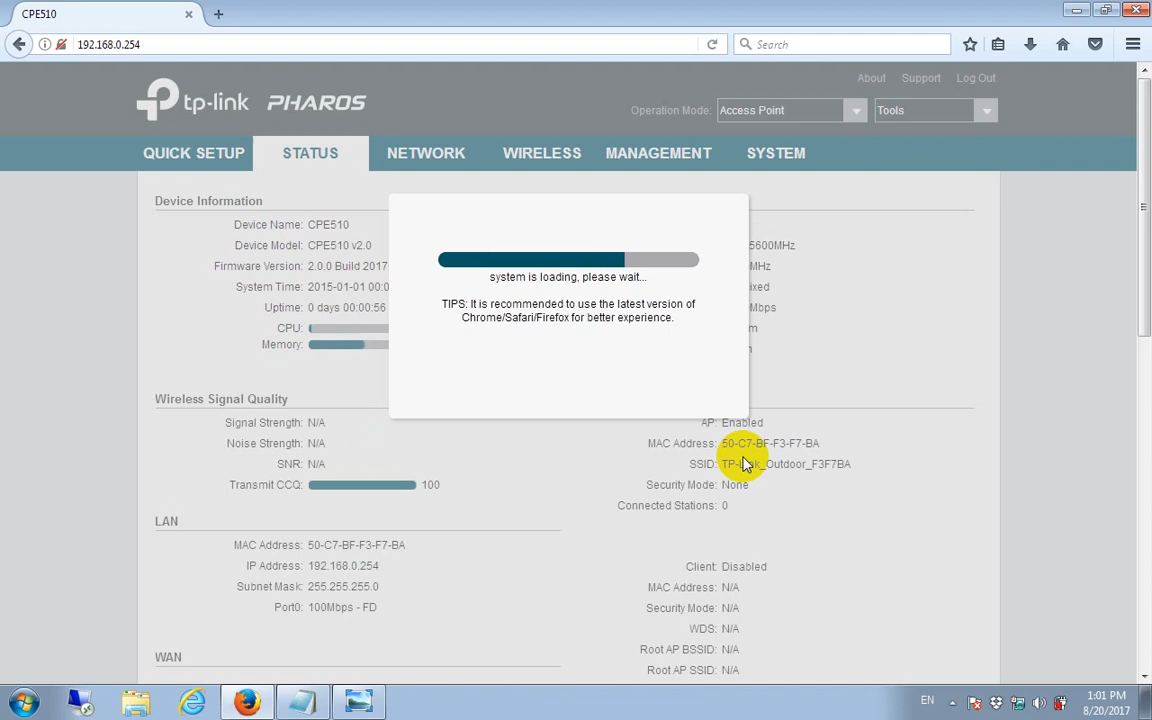 CPE510
192.168.0.254
Search
tp-link PHAROS
About Support Log Out
Operation Mode: Access Point Tools
QUICK SETUP STATUS NETWORK WIRELESS MANAGEMENT SYSTEM
Device Information
Device Name: CPE510
Device Model: CPE510 v2.0
5600MHz
Firmware Version: 2.0.0 Build 2017
MHz
System Time: 2015-01-01 00:0
Uptime: 0 days 00:00:56
Mbps
CPU:
Memory:
system is loading, please wait...
TIPS: It is recommended to use the latest version of
Chrome/Safari/Firefox for better experience.
Wireless Signal Quality
Signal Strength: N/A
Noise Strength: N/A
SNR: N/A
Transmit CCQ: 100
AP: Enabled
MAC Address: 50-C7-BF-F3-F7-BA
SSID: TP-Link_Outdoor_F3F7BA
Security Mode: None
Connected Stations: 0
LAN
MAC Address: 50-C7-BF-F3-F7-BA
IP Address: 192.168.0.254
Subnet Mask: 255.255.255.0
Port0: 100Mbps - FD
Client: Disabled
MAC Address: N/A
Security Mode: N/A
WDS: N/A
Root AP BSSID: N/A
Root AP SSID: N/A
WAN
EN
1:01 PM
8/20/2017